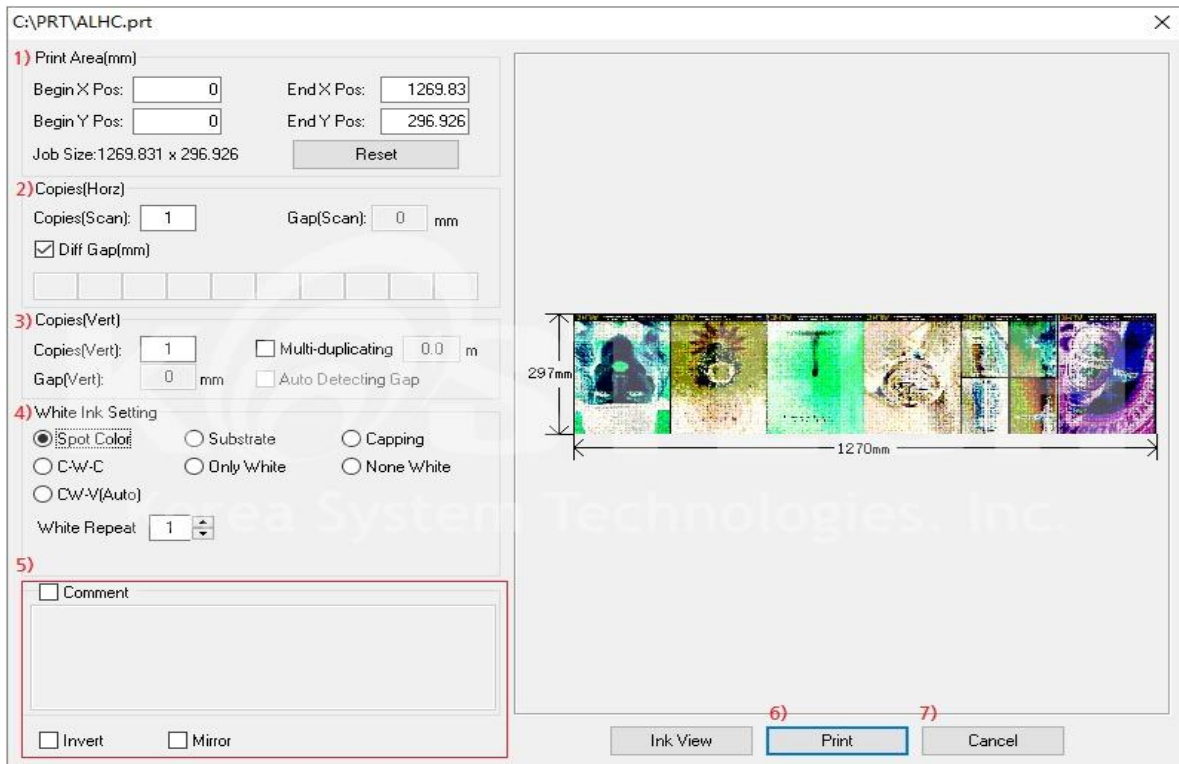 C:\PRT\ALHC.prt
1) Print Area(mm)
Begin X Pos: 0 End X Pos: 1269.83
Begin Y Pos: 0 End Y Pos: 296.926
Job Size:1269.831 x 296.926 Reset
2) Copies(Horz)
Copies(Scan): 1 Gap(Scan): 0 mm
Diff Gap(mm)
3) Copies(Vert)
Copies(Vert): 1 Multi-duplicating 0.0 m
Gap(Vert): 0 mm Auto Detecting Gap
4) White Ink Setting
Spot Color Substrate Capping
C-W-C Only White None White
CW-V(Auto)
White Repeat 1
5)
Comment
Invert Mirror
297mm
1270mm
6) 7)
Ink View Print Cancel
Korea System Technologies. Inc.